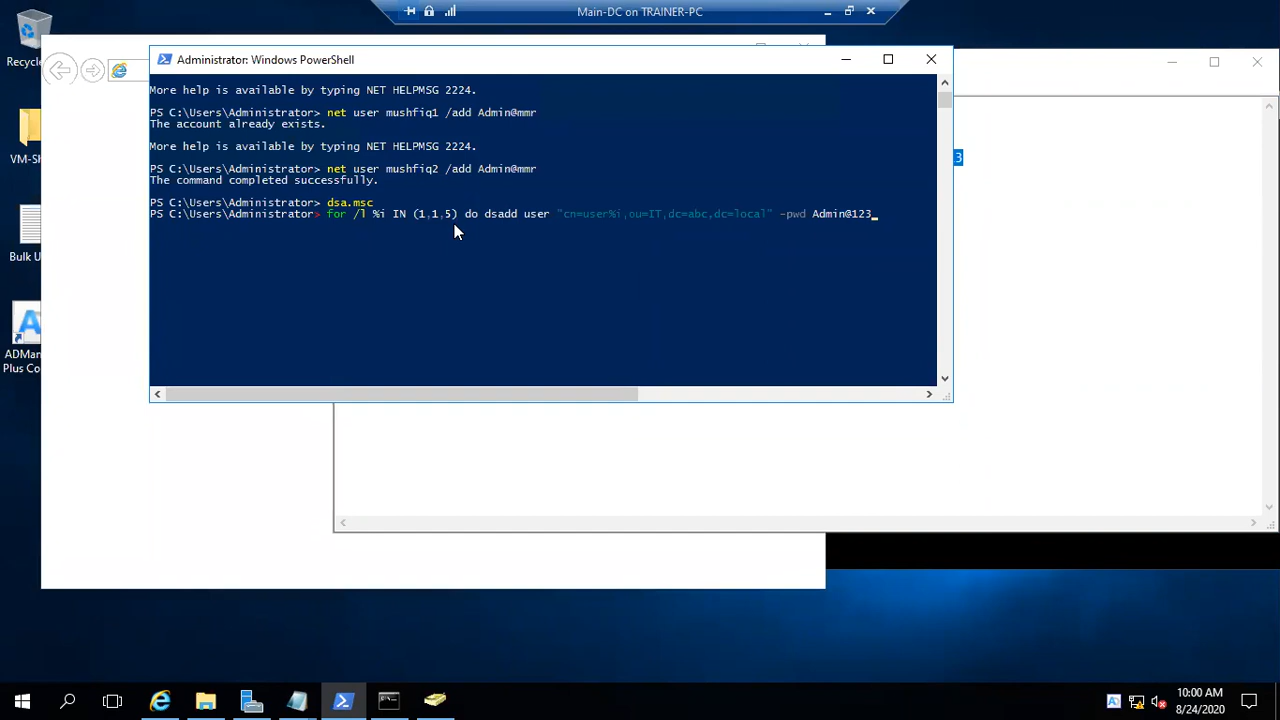 Main-DC on TRAINER-PC
Recycle
Administrator: Windows PowerShell
More help is available by typing NET HELPMSG 2224.
PS C:\Users\Administrator> net user mushfiq1 /add Admin@mmr
The account already exists.
More help is available by typing NET HELPMSG 2224.
PS C:\Users\Administrator> net user mushfiq2 /add Admin@mmr
The command completed successfully.
PS C:\Users\Administrator> dsa.msc
PS C:\Users\Administrator> for /l %i IN (1,1,5) do dsadd user "cn=user%i,ou=IT,dc=abc,dc=local" -pwd Admin@123
3
VM-Sh
Bulk U
ADMan
Plus Co
10:00 AM
8/24/2020